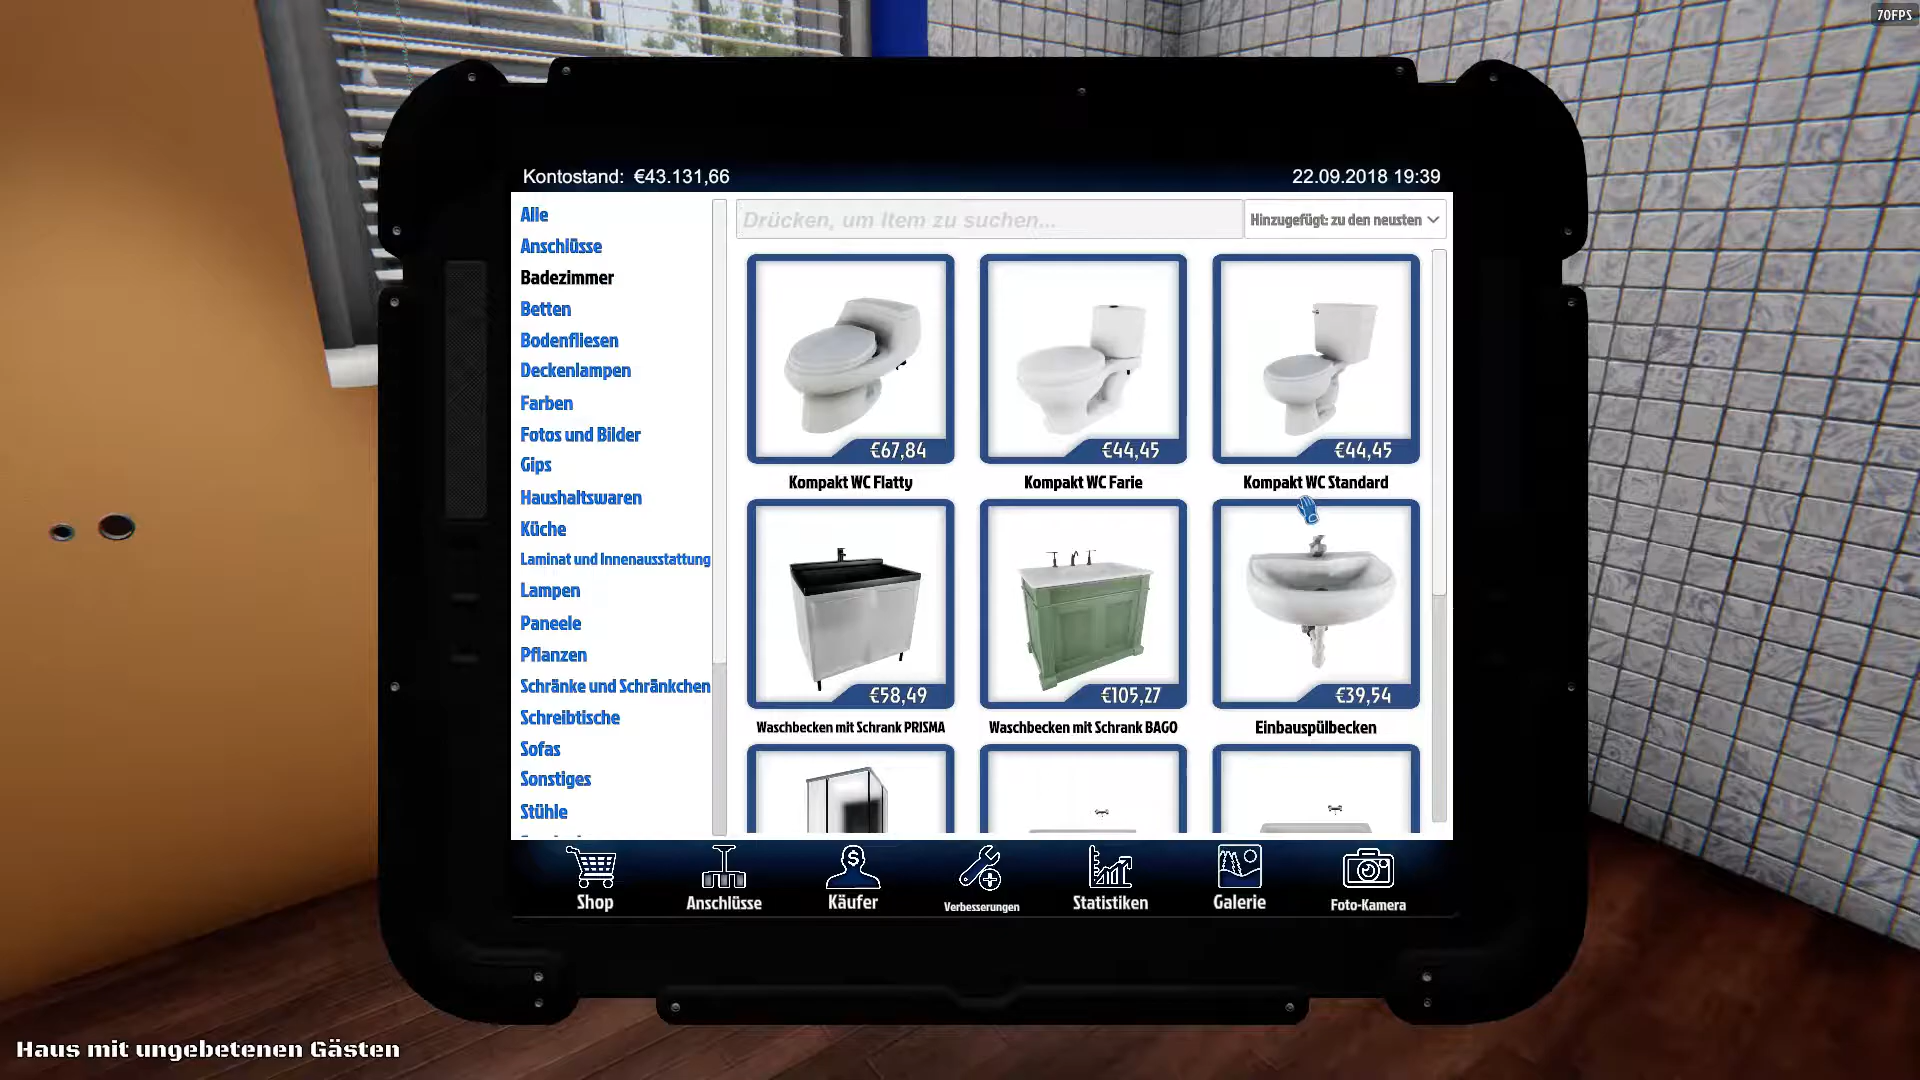 70FPS
Kontostand: €43.131,66
22.09.2018 19:39
Alle
Anschlüsse
Badezimmer
Betten
Bodenfliesen
Deckenlampen
Farben
Fotos und Bilder
Gips
Haushaltswaren
Küche
Laminat und Innenausstattung
Lampen
Paneele
Pflanzen
Schränke und Schränkchen
Schreibtische
Sofas
Sonstiges
Stühle
Drücken, um Item zu suchen...
Hinzugefügt: zu den neusten
€67,84
€44,45
€44,45
Kompakt WC Flatty
Kompakt WC Farie
Kompakt WC Standard
€58,49
€105,27
€39,54
Waschbecken mit Schrank PRISMA
Waschbecken mit Schrank BAGO
Einbauspülbecken
Shop
Anschlüsse
Käufer
Verbesserungen
Statistiken
Galerie
Foto-Kamera
Haus mit ungebetenen Gästen